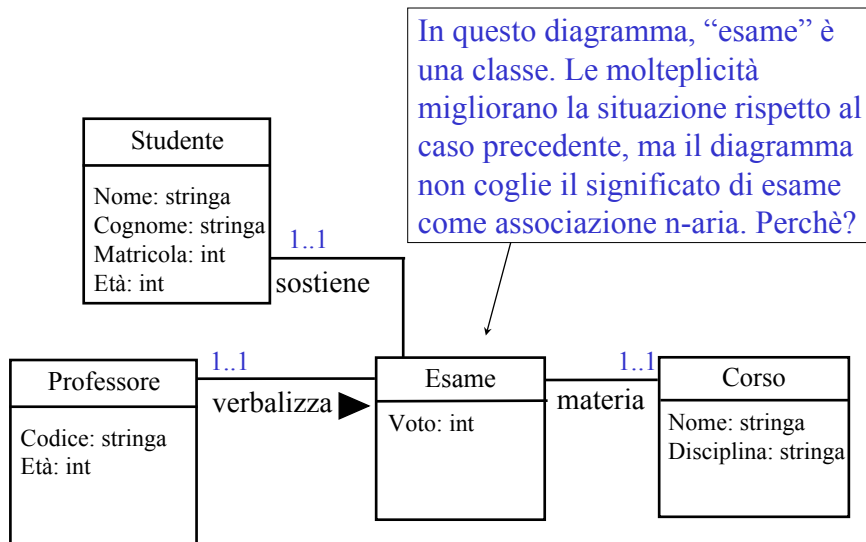 In questo diagramma, “esame” è
una classe. Le molteplicità
migliorano la situazione rispetto al
caso precedente, ma il diagramma
non coglie il significato di esame
come associazione n-aria. Perchè?
Studente
Nome: stringa
Cognome: stringa
Matricola: int
Età: int
1..1
sostiene
Professore
Codice: stringa
Età: int
1..1
verbalizza
Esame
Voto: int
1..1
materia
Corso
Nome: stringa
Disciplina: stringa